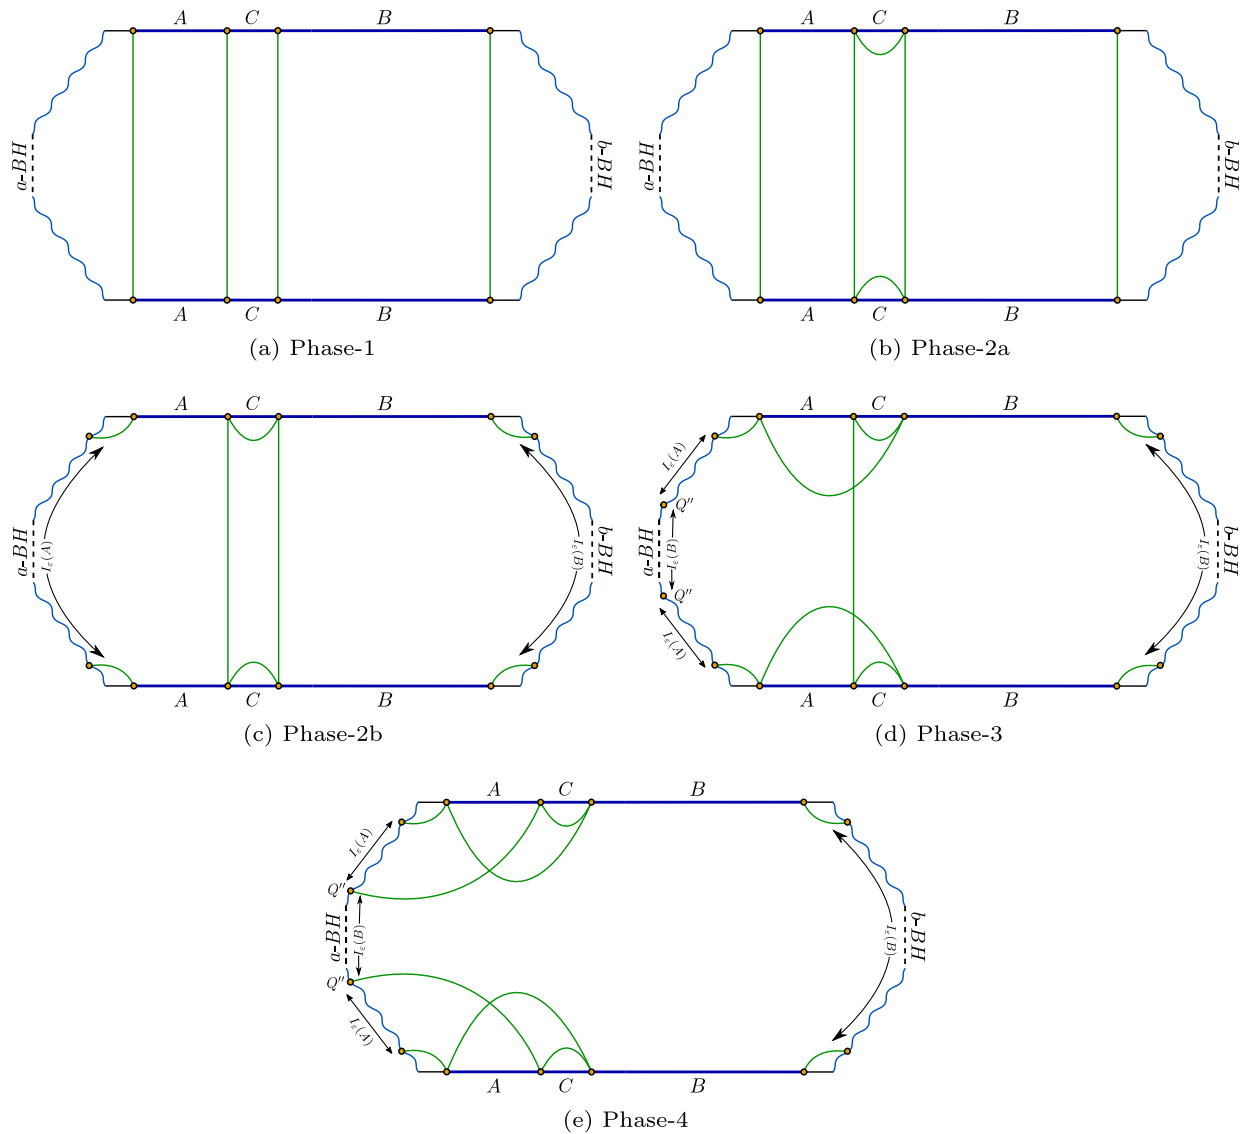 A C B
a-BH
b-BH
A C B
(a) Phase-1
A C B
a-BH
b-BH
A C B
(b) Phase-2a
A C B
a-BH
I_ε(A)
I_ε(B)
b-BH
A C B
(c) Phase-2b
A C B
I_ε(A)
Q″
a-BH
I_ε(B)
I_ε(B)
b-BH
Q″
I_ε(A)
A C B
(d) Phase-3
A C B
I_ε(A)
Q″
a-BH
I_ε(B)
I_ε(B)
b-BH
Q″
I_ε(A)
A C B
(e) Phase-4